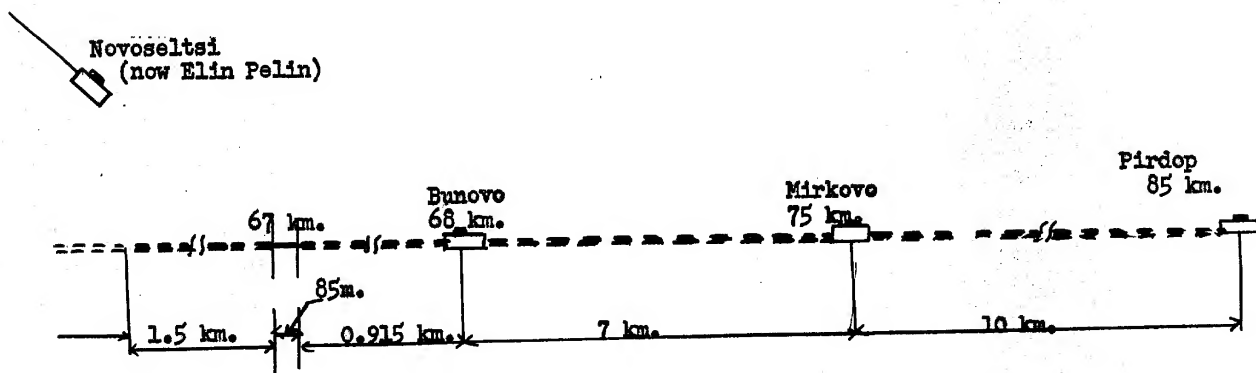 Novoseltsi
(now Elin Pelin)
Pirdop
85 km.
Bunovo
68 km.
Mirkovo
75 km.
67 km.
85m.
1.5 km.
0.915 km.
7 km.
10 km.